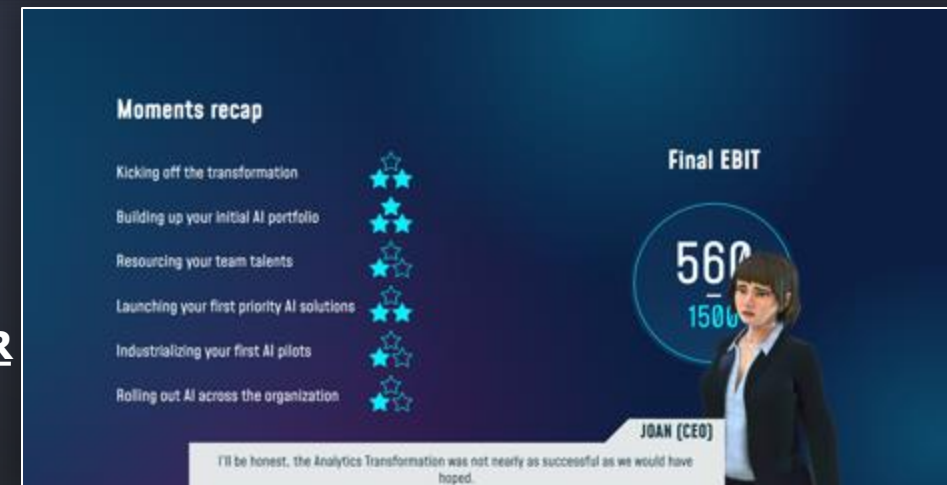 Moments recap
Kicking off the transformation
Building up your initial AI portfolio
Resourcing your team talents
Launching your first priority AI solutions
Industrializing your first AI pilots
Rolling out AI across the organization
Final EBIT
560
1500
R
JOAN (CEO)
I'll be honest, the Analytics Transformation was not nearly as successful as we would have
hoped.